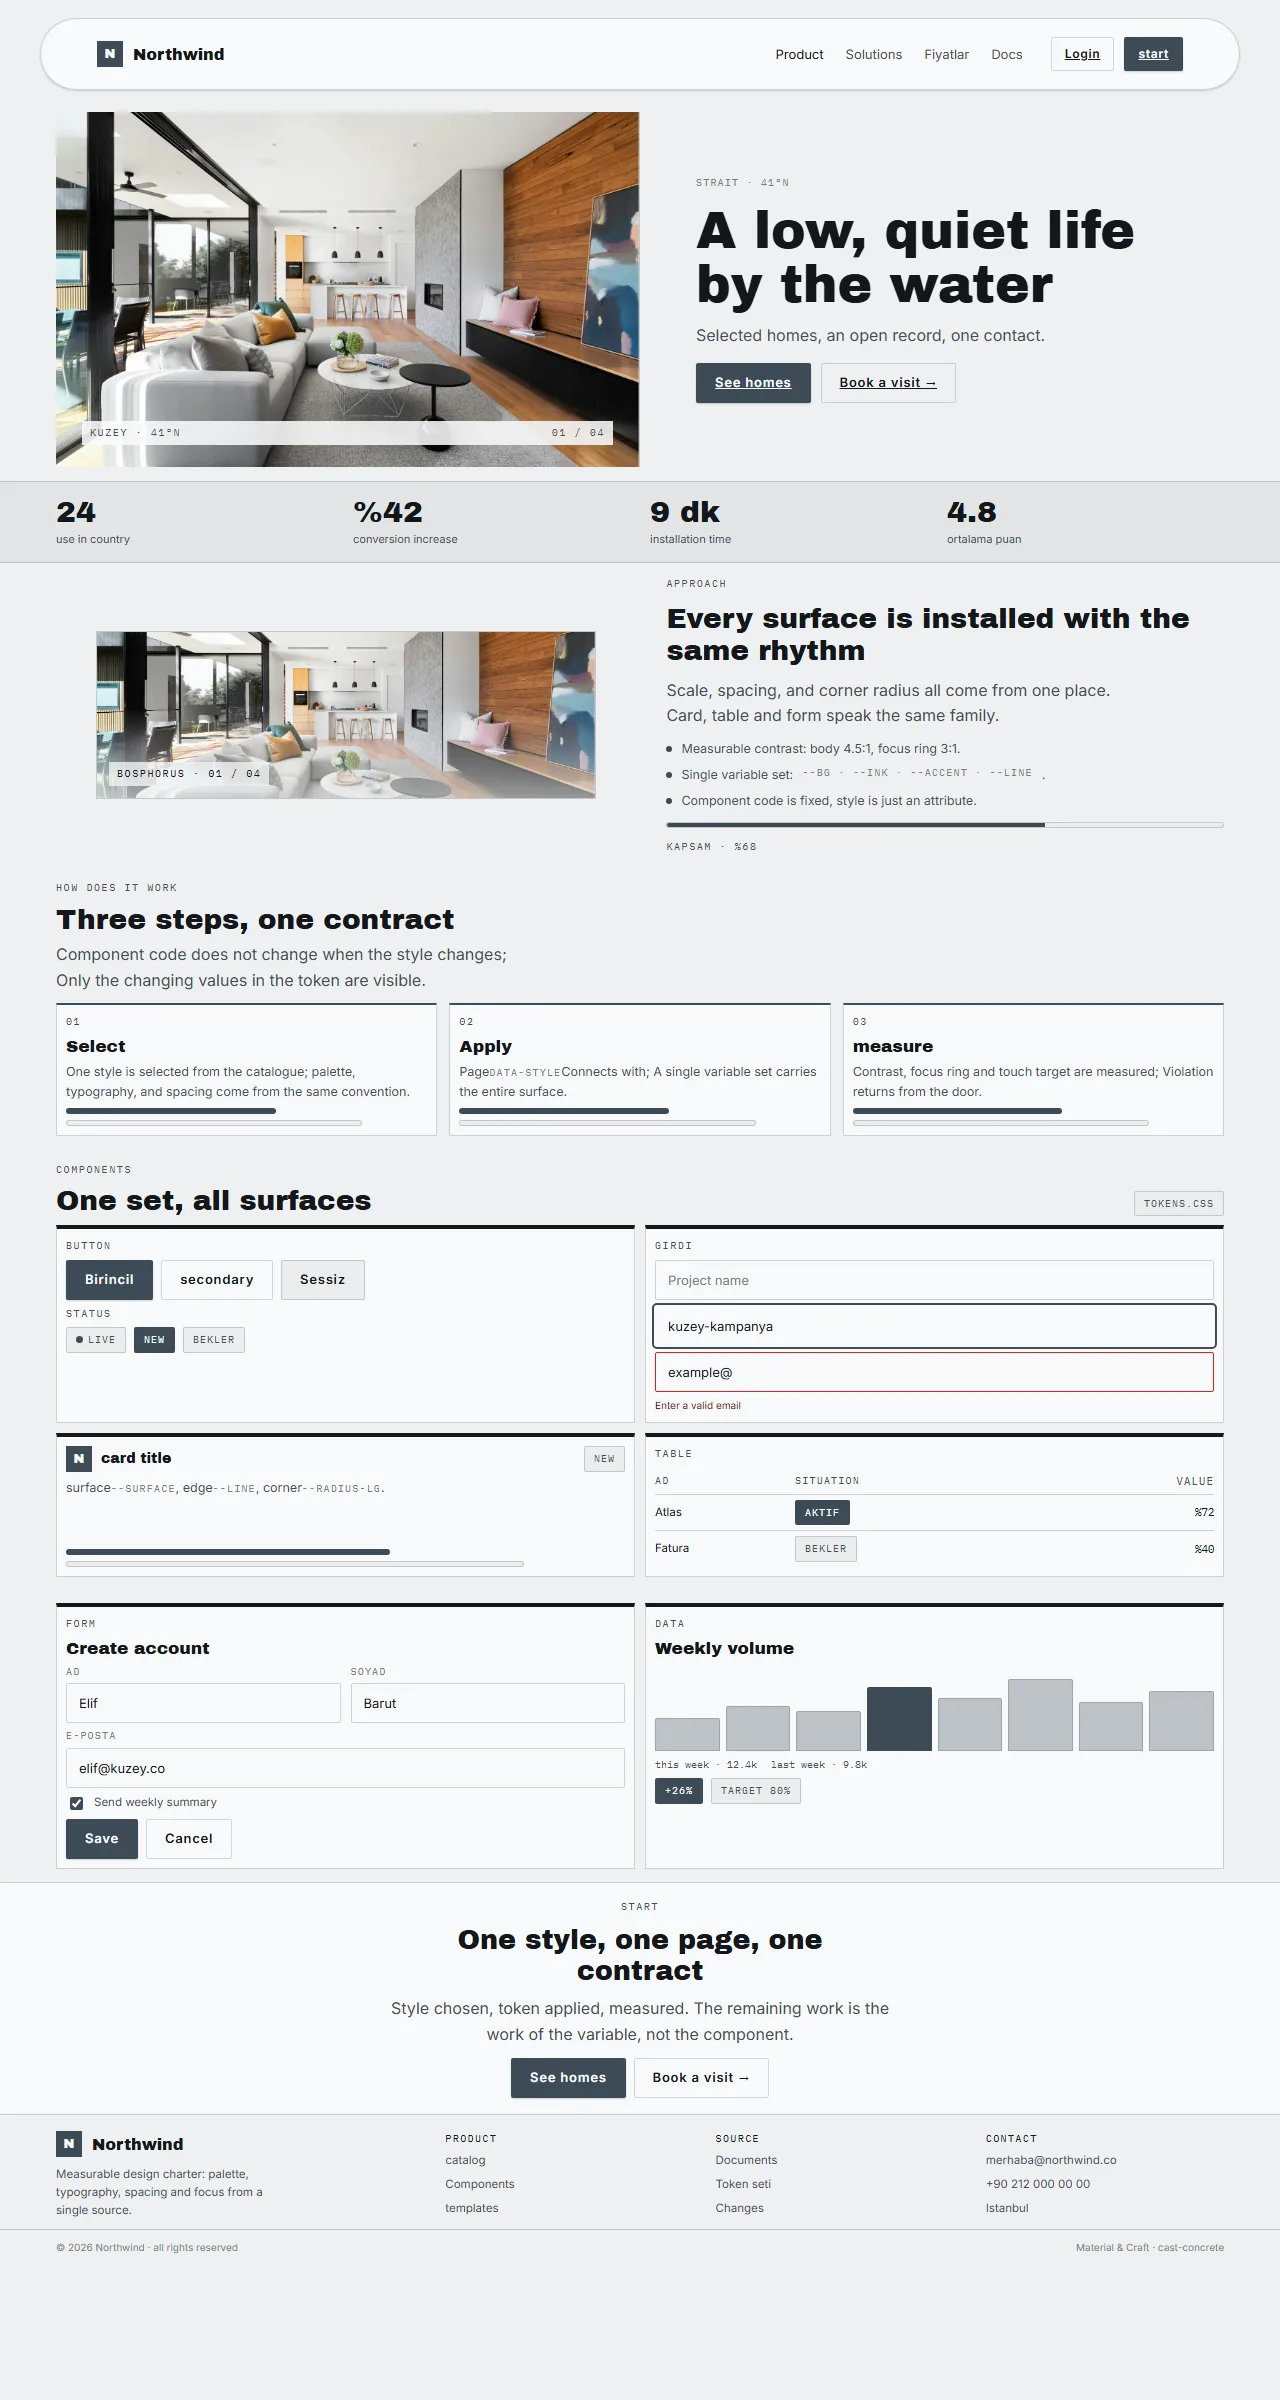 N Northwind
Product Solutions Fiyatlar Docs Login start
STRAIT · 41°N
A low, quiet life
by the water
Selected homes, an open record, one contact.
See homes Book a visit →
KUZEY · 41°N 01 / 04
24 %42 9 dk 4.8
use in country conversion increase installation time ortalama puan
APPROACH
Every surface is installed with the
same rhythm
Scale, spacing, and corner radius all come from one place.
Card, table and form speak the same family.
Measurable contrast: body 4.5:1, focus ring 3:1.
Single variable set: --BG · --INK · --ACCENT · --LINE .
Component code is fixed, style is just an attribute.
KAPSAM · %68
BOSPHORUS · 01 / 04
HOW DOES IT WORK
Three steps, one contract
Component code does not change when the style changes;
Only the changing values in the token are visible.
01
Select
One style is selected from the catalogue; palette,
typography, and spacing come from the same convention.
02
Apply
PageDATA-STYLEConnects with; A single variable set carries
the entire surface.
03
measure
Contrast, focus ring and touch target are measured; Violation
returns from the door.
COMPONENTS
One set, all surfaces
TOKENS.CSS
BUTTON
Birincil secondary Sessiz
STATUS
LIVE NEW BEKLER
GIRDI
Project name
kuzey-kampanya
example@
Enter a valid email
N card title NEW
surface--SURFACE, edge--LINE, corner--RADIUS-LG.
TABLE
AD SITUATION VALUE
Atlas AKTIF %72
Fatura BEKLER %40
FORM
Create account
AD SOYAD
Elif Barut
E-POSTA
elif@kuzey.co
Send weekly summary
Save Cancel
DATA
Weekly volume
this week · 12.4k last week · 9.8k
+26% TARGET 80%
START
One style, one page, one
contract
Style chosen, token applied, measured. The remaining work is the
work of the variable, not the component.
See homes Book a visit →
N Northwind
Measurable design charter: palette,
typography, spacing and focus from a
single source.
PRODUCT
catalog
Components
templates
SOURCE
Documents
Token seti
Changes
CONTACT
merhaba@northwind.co
+90 212 000 00 00
Istanbul
© 2026 Northwind · all rights reserved
Material & Craft · cast-concrete